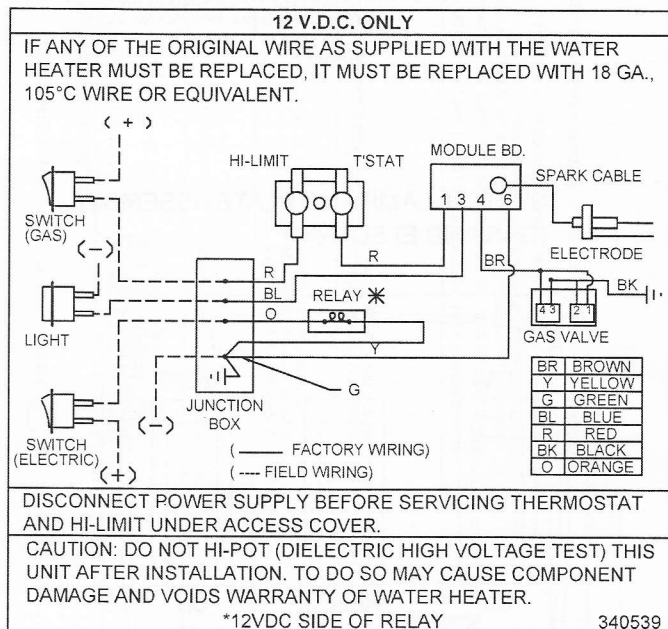 12 V.D.C. ONLY
IF ANY OF THE ORIGINAL WIRE AS SUPPLIED WITH THE WATER
HEATER MUST BE REPLACED, IT MUST BE REPLACED WITH 18 GA.,
105°C WIRE OR EQUIVALENT.
( + )
HI-LIMIT T'STAT
MODULE BD.
SPARK CABLE
1 3 4 6
SWITCH
(GAS)
(-)
ELECTRODE
R
R
BR
BL
RELAY ✳
BK
O
4 3 2 1
LIGHT
GAS VALVE
Y
G
BR BROWN
Y YELLOW
G GREEN
BL BLUE
R RED
BK BLACK
O ORANGE
JUNCTION
BOX
(-)
SWITCH
(ELECTRIC)
(+)
( —— FACTORY WIRING)
( ---- FIELD WIRING)
DISCONNECT POWER SUPPLY BEFORE SERVICING THERMOSTAT
AND HI-LIMIT UNDER ACCESS COVER.
CAUTION: DO NOT HI-POT (DIELECTRIC HIGH VOLTAGE TEST) THIS
UNIT AFTER INSTALLATION. TO DO SO MAY CAUSE COMPONENT
DAMAGE AND VOIDS WARRANTY OF WATER HEATER.
*12VDC SIDE OF RELAY 340539